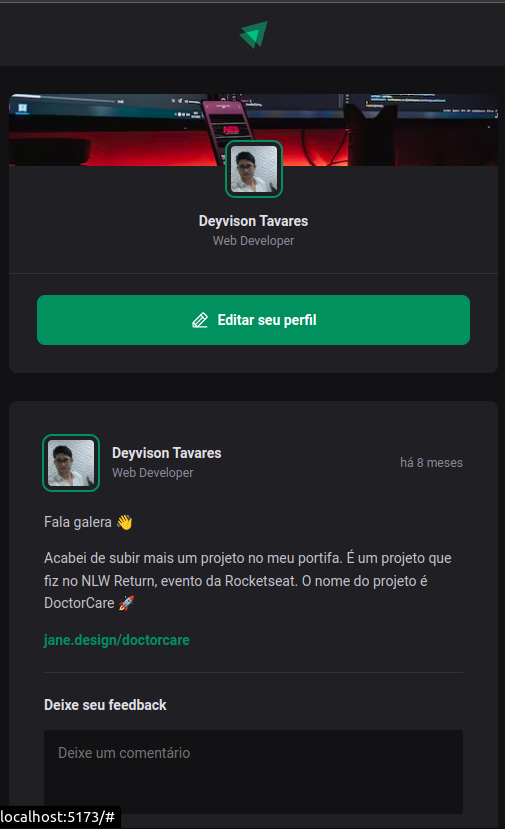 Deyvison Tavares
Web Developer
Editar seu perfil
Deyvison Tavares
Web Developer
há 8 meses
Fala galera 👋
Acabei de subir mais um projeto no meu portifa. É um projeto que
fiz no NLW Return, evento da Rocketseat. O nome do projeto é
DoctorCare 🚀
jane.design/doctorcare
Deixe seu feedback
Deixe um comentário
localhost:5173/#